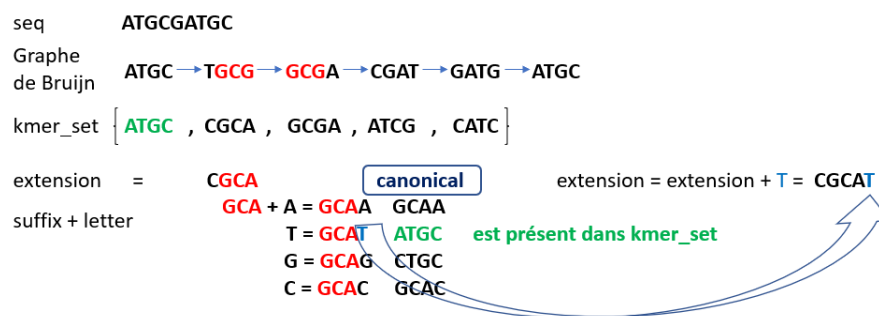 seq ATGCGATGC
Graphe
de Bruijn ATGC TGCG GCGA CGAT GATG ATGC
kmer_set { ATGC , CGCA , GCGA , ATCG , CATC }
extension = CGCA canonical extension = extension + T = CGCAT
suffix + letter GCA + A = GCAA GCAA
T = GCAT ATGC est présent dans kmer_set
G = GCAG CTGC
C = GCAC GCAC